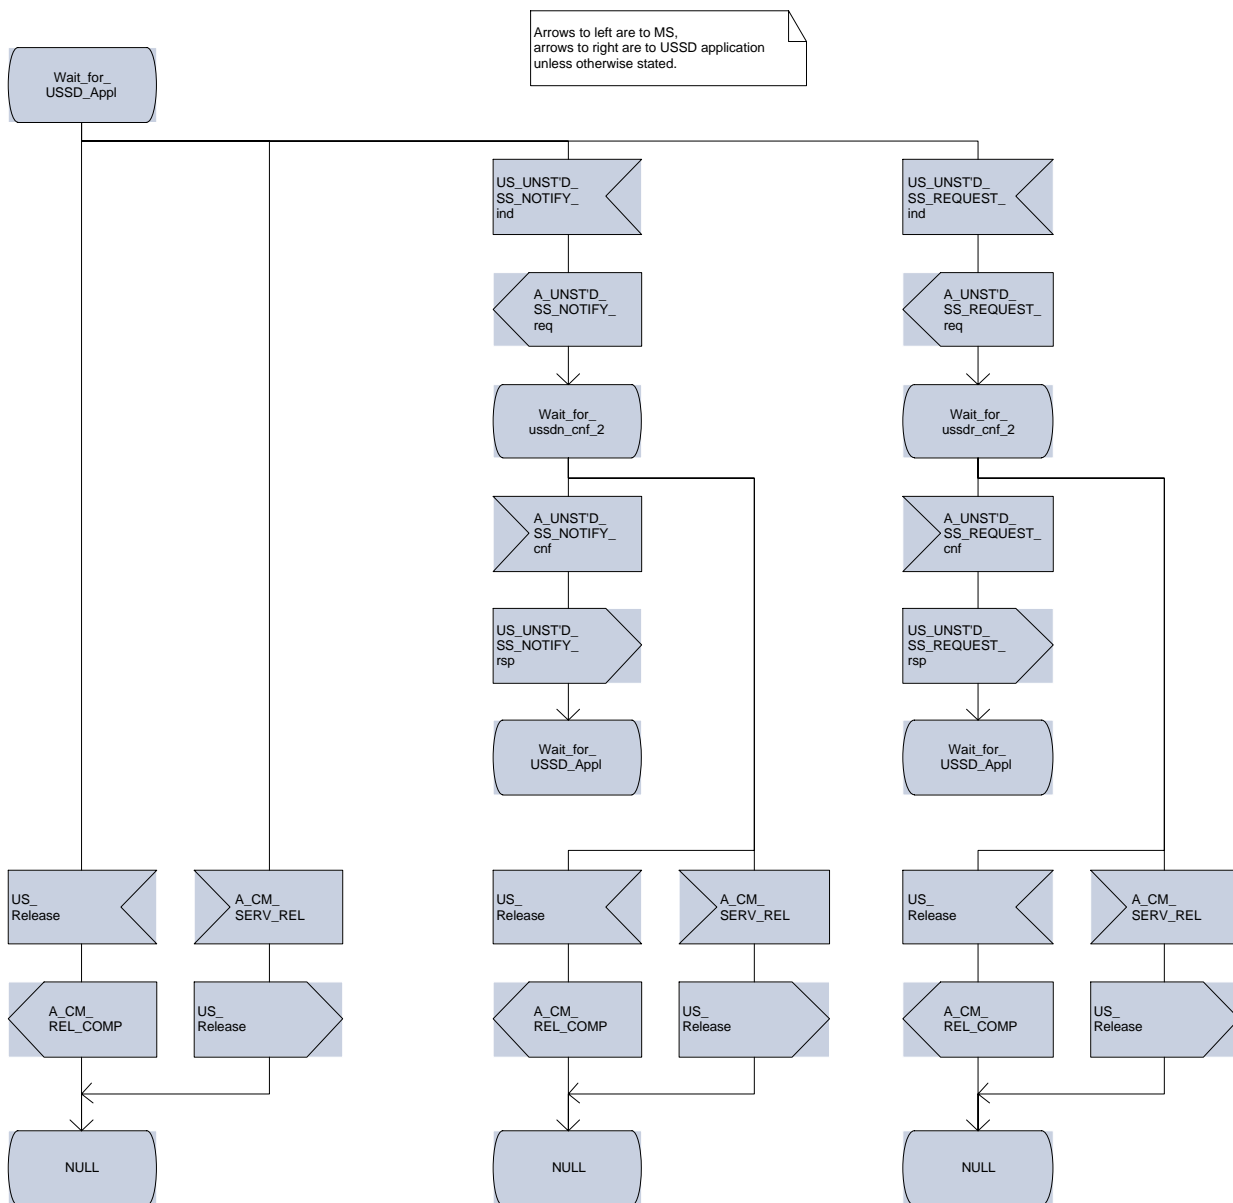 Arrows to left are to MS,
arrows to right are to USSD application
unless otherwise stated.
Wait_for_
USSD_Appl
US_UNST'D_
SS_NOTIFY_
ind
US_UNST'D_
SS_REQUEST_
ind
A_UNST'D_
SS_NOTIFY_
req
A_UNST'D_
SS_REQUEST_
req
Wait_for_
ussdn_cnf_2
Wait_for_
ussdr_cnf_2
A_UNST'D_
SS_NOTIFY_
cnf
A_UNST'D_
SS_REQUEST_
cnf
US_UNST'D_
SS_NOTIFY_
rsp
US_UNST'D_
SS_REQUEST_
rsp
Wait_for_
USSD_Appl
Wait_for_
USSD_Appl
US_
Release
A_CM_
SERV_REL
US_
Release
A_CM_
SERV_REL
US_
Release
A_CM_
SERV_REL
A_CM_
REL_COMP
US_
Release
A_CM_
REL_COMP
US_
Release
A_CM_
REL_COMP
US_
Release
NULL
NULL
NULL